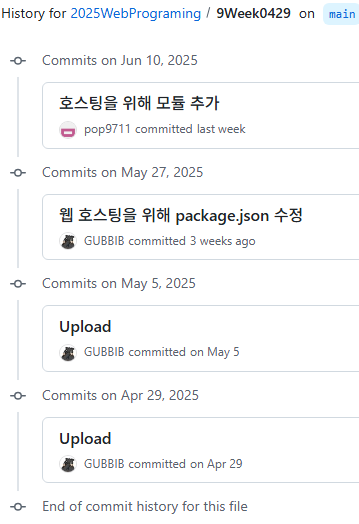 History for 2025WebPrograming / 9Week0429 on main
Commits on Jun 10, 2025
호스팅을 위해 모듈 추가
pop9711 committed last week
Commits on May 27, 2025
웹 호스팅을 위해 package.json 수정
GUBBIB committed 3 weeks ago
Commits on May 5, 2025
Upload
GUBBIB committed on May 5
Commits on Apr 29, 2025
Upload
GUBBIB committed on Apr 29
End of commit history for this file